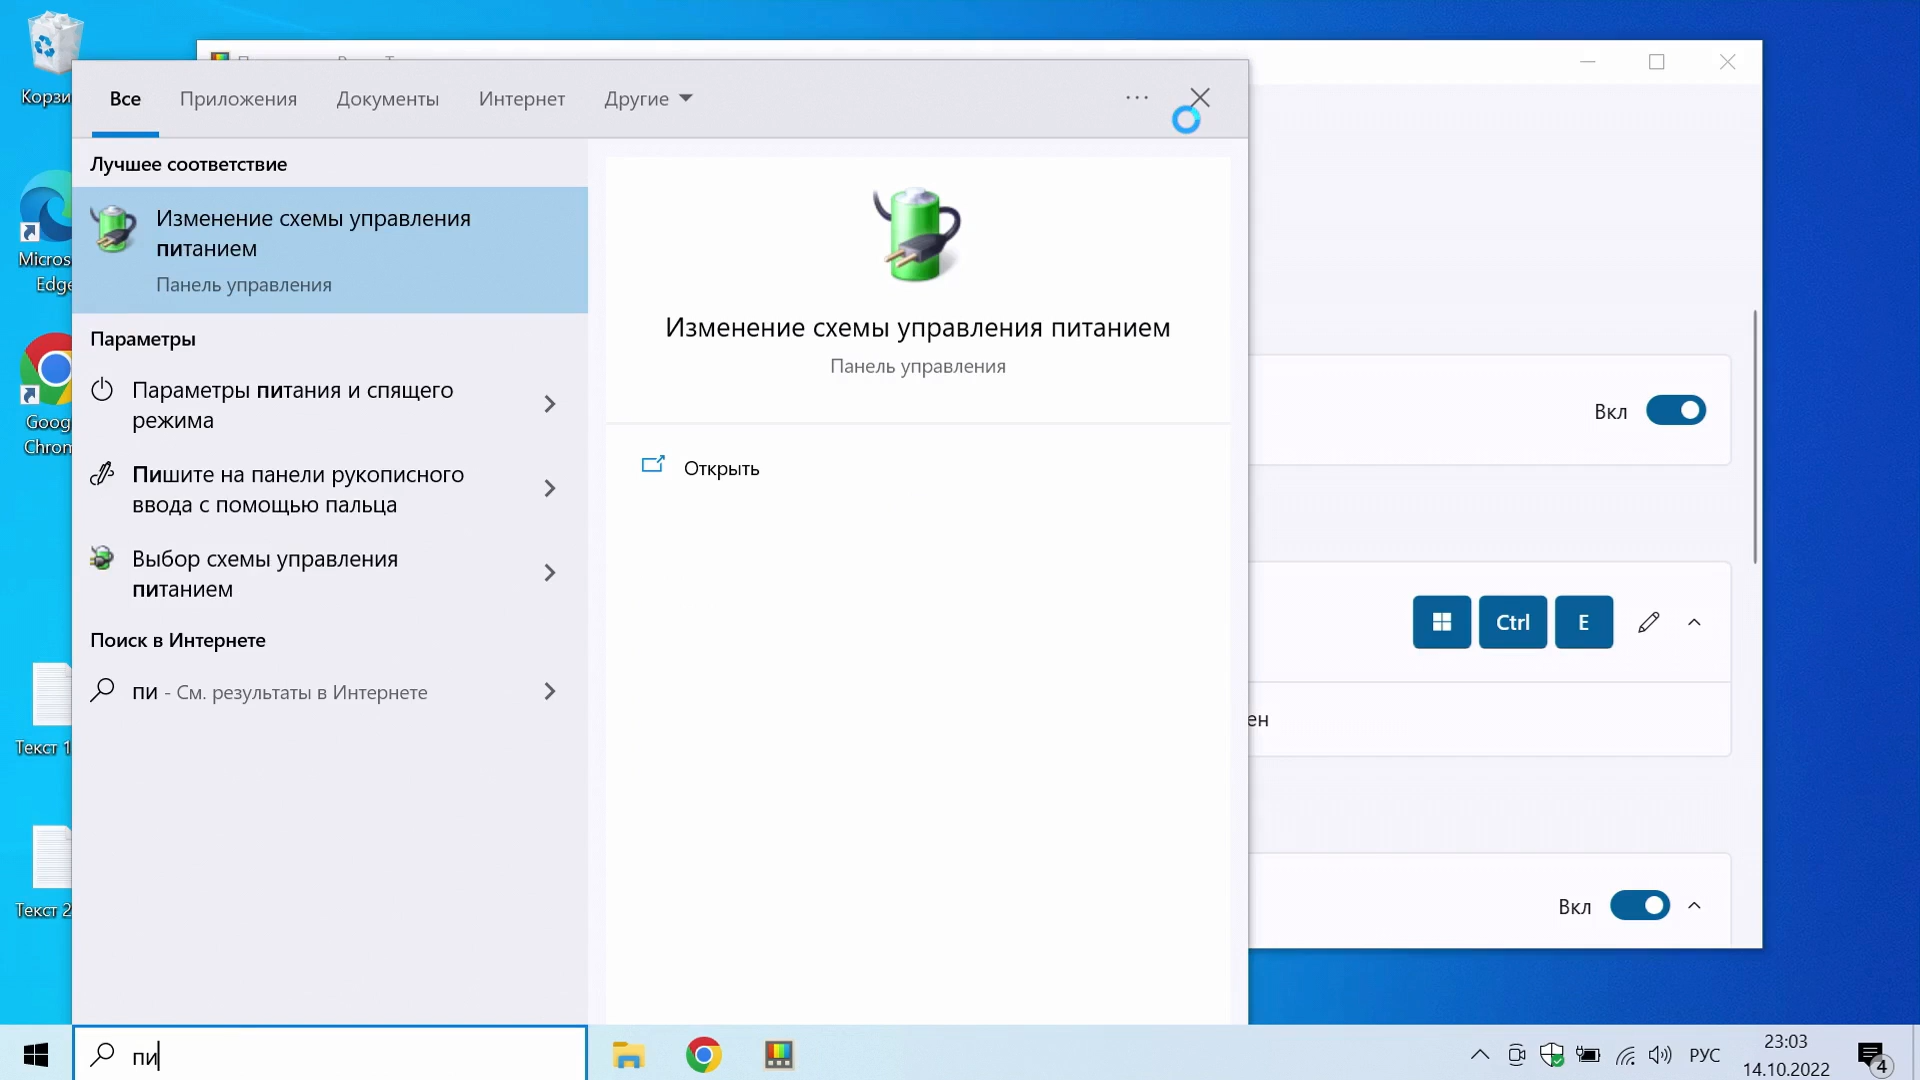 Корзи
Micros
Edge
Goog
Chrom
Текст 1
Текст 2
Все
Приложения
Документы
Интернет
Другие
Лучшее соответствие
Изменение схемы управления
питанием
Панель управления
Параметры
Параметры питания и спящего
режима
Пишите на панели рукописного
ввода с помощью пальца
Выбор схемы управления
питанием
Поиск в Интернете
пи - См. результаты в Интернете
Изменение схемы управления питанием
Панель управления
Открыть
Вкл
Ctrl
E
ен
Вкл
пи
РУС
23:03
14.10.2022
4